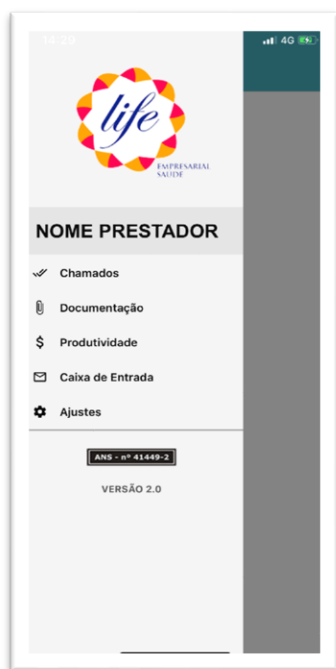 14:29
4G
life
EMPRESARIAL
SAÚDE
NOME PRESTADOR
Chamados
Documentação
$ Produtividade
Caixa de Entrada
Ajustes
ANS - nº 41449-2
VERSÃO 2.0